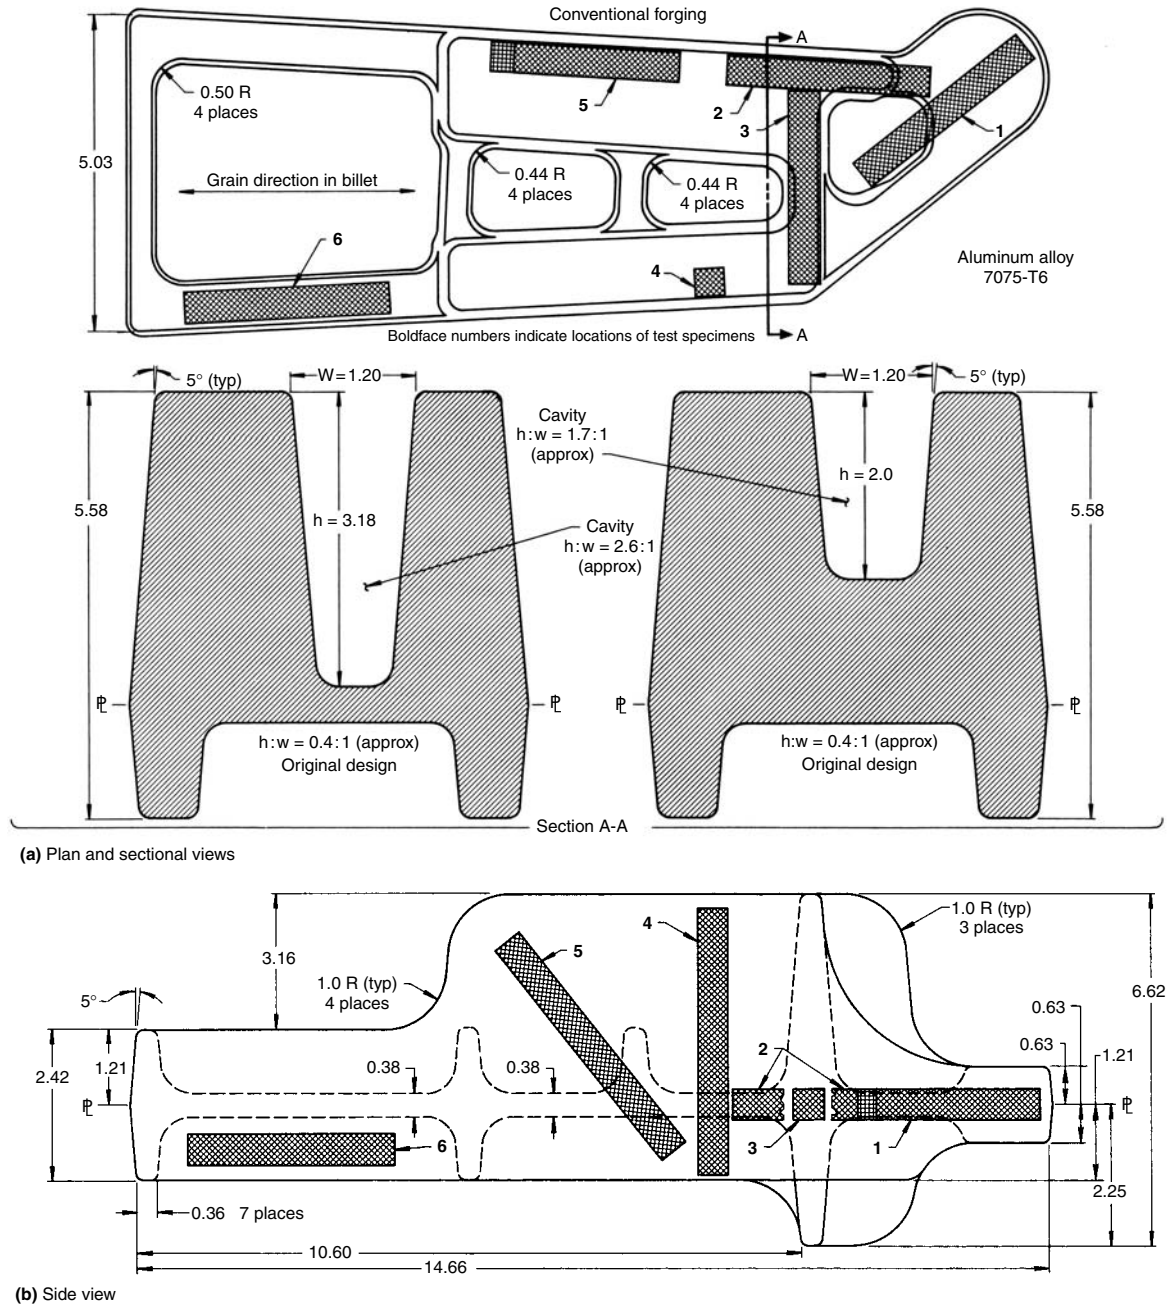 Conventional forging
A
0.50 R
4 places
5
2
3
1
5.03
0.44 R
4 places
0.44 R
4 places
Grain direction in billet
6
4
Aluminum alloy
7075-T6
Boldface numbers indicate locations of test specimens
A
5° (typ)
W=1.20
W=1.20
5° (typ)
Cavity
h:w = 1.7:1
(approx)
h = 2.0
5.58
h = 3.18
5.58
Cavity
h:w = 2.6:1
(approx)
PL
PL
PL
PL
h:w = 0.4:1 (approx)
Original design
h:w = 0.4:1 (approx)
Original design
Section A-A
(a) Plan and sectional views
1.0 R (typ)
3 places
4
5
3.16
1.0 R (typ)
4 places
5°
6.62
0.63
0.63
2.42
1.21
0.38
0.38
2
1.21
PL
PL
6
3
1
2.25
0.36 7 places
10.60
14.66
(b) Side view